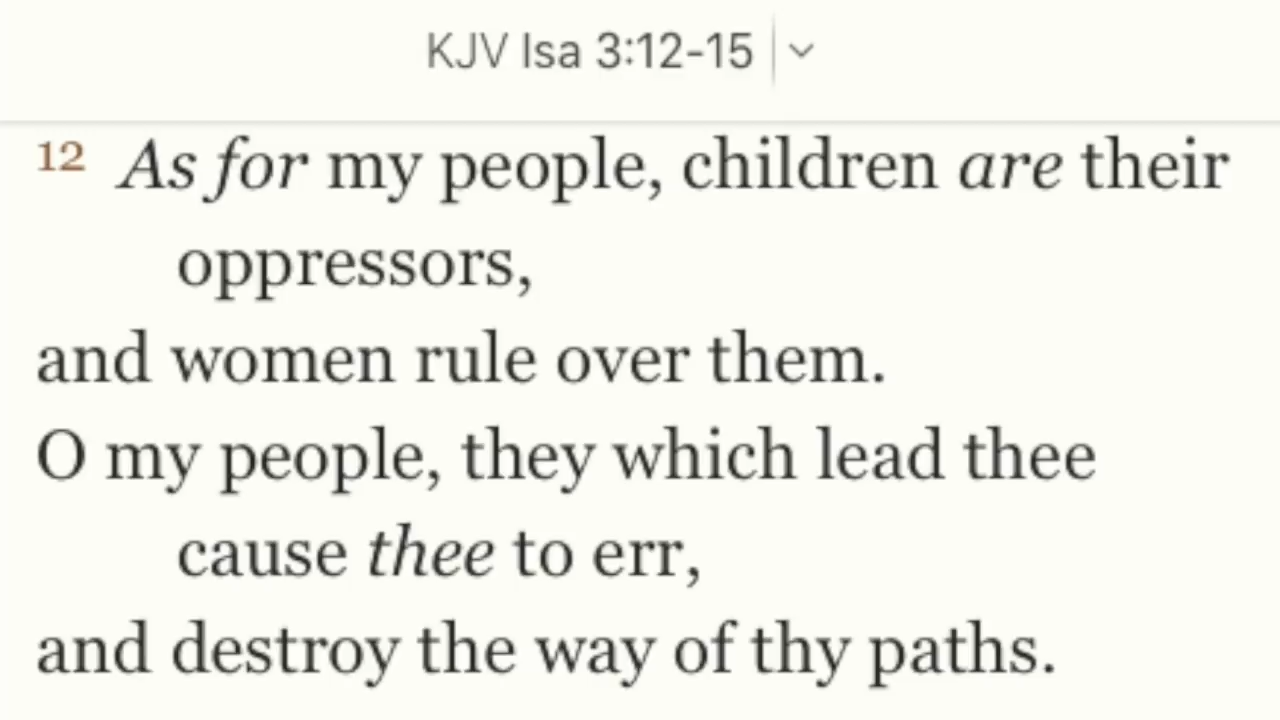 KJV Isa 3:12-15
12 As for my people, children are their
oppressors,
and women rule over them.
O my people, they which lead thee
cause thee to err,
and destroy the way of thy paths.